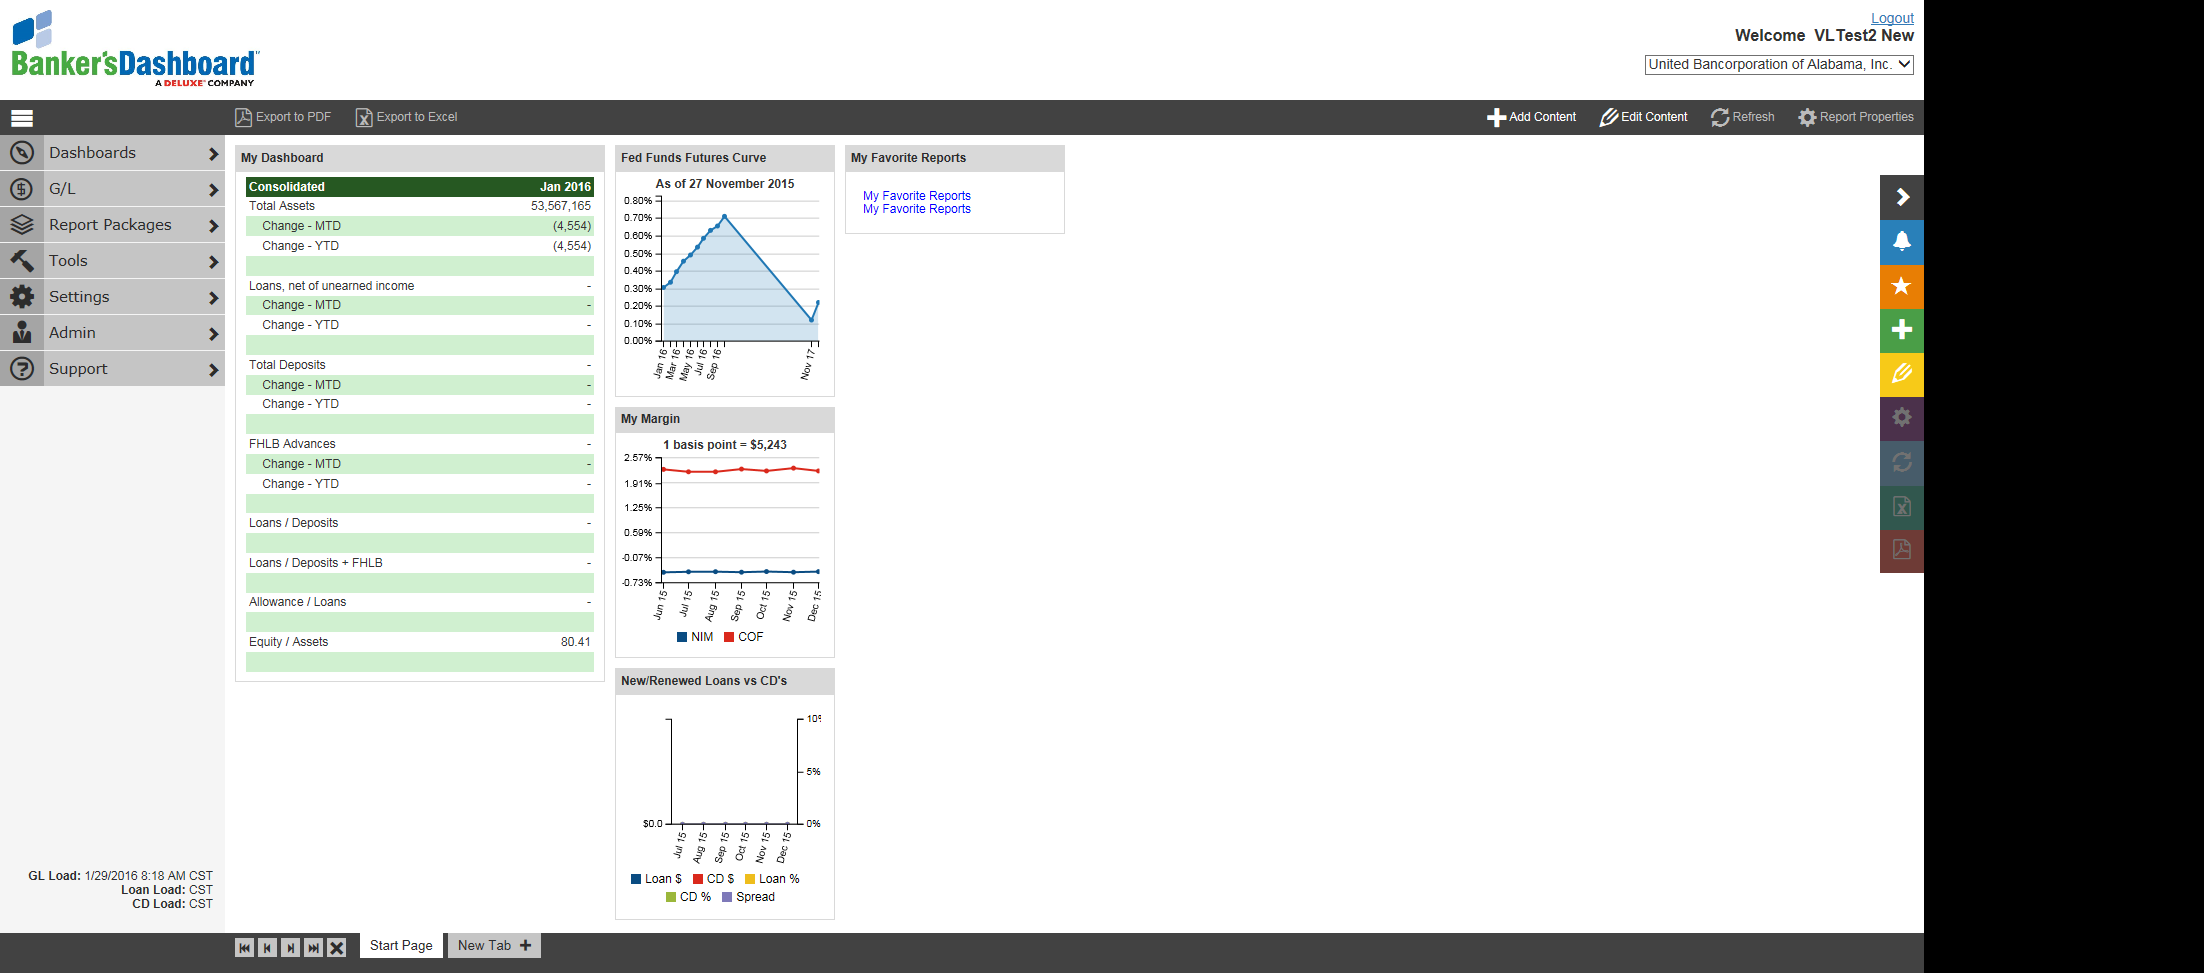 Banker'sDashboard
A DELUXE COMPANY
Logout
Welcome VLTest2 New
United Bancorporation of Alabama, Inc.
Export to PDF Export to Excel Add Content Edit Content Refresh Report Properties
Dashboards
G/L
Report Packages
Tools
Settings
Admin
Support
GL Load: 1/29/2016 8:18 AM CST
Loan Load: CST
CD Load: CST
My Dashboard
Consolidated Jan 2016
Total Assets 53,567,165
Change - MTD (4,554)
Change - YTD (4,554)
Loans, net of unearned income -
Change - MTD -
Change - YTD -
Total Deposits -
Change - MTD -
Change - YTD -
FHLB Advances -
Change - MTD -
Change - YTD -
Loans / Deposits -
Loans / Deposits + FHLB -
Allowance / Loans -
Equity / Assets 80.41
Fed Funds Futures Curve
As of 27 November 2015
0.80%
0.70%
0.60%
0.50%
0.40%
0.30%
0.20%
0.10%
0.00%
Jan 16 Mar 16 May 16 Jul 16 Sep 16 Nov 17
My Margin
1 basis point = $5,243
2.57%
1.91%
1.25%
0.59%
-0.07%
-0.73%
Jun 15 Jul 15 Aug 15 Sep 15 Oct 15 Nov 15 Dec 15
NIM COF
New/Renewed Loans vs CD's
10%
5%
$0.0 0%
Jul 15 Aug 15 Sep 15 Oct 15 Nov 15 Dec 15
Loan $ CD $ Loan %
CD % Spread
My Favorite Reports
My Favorite Reports
My Favorite Reports
Start Page New Tab